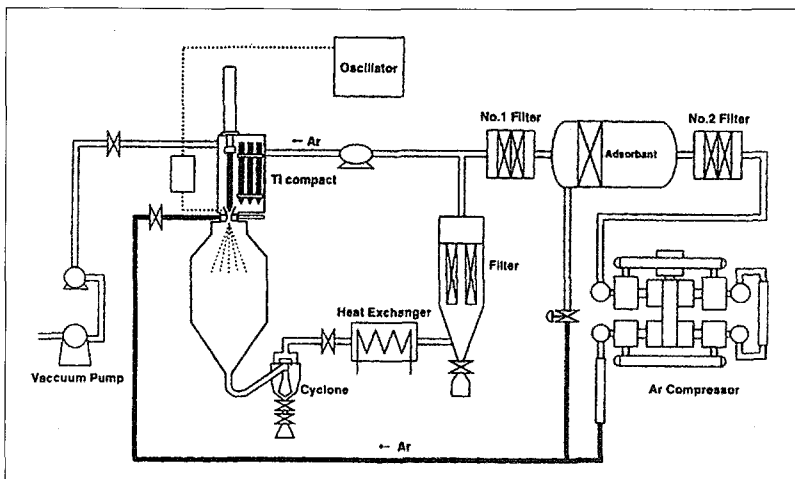 Oscillator
No.1 Filter
No.2 Filter
← Ar
Adsorbant
Ti compact
Filter
Heat Exchanger
Vaccuum Pump
Cyclone
Ar Compressor
← Ar